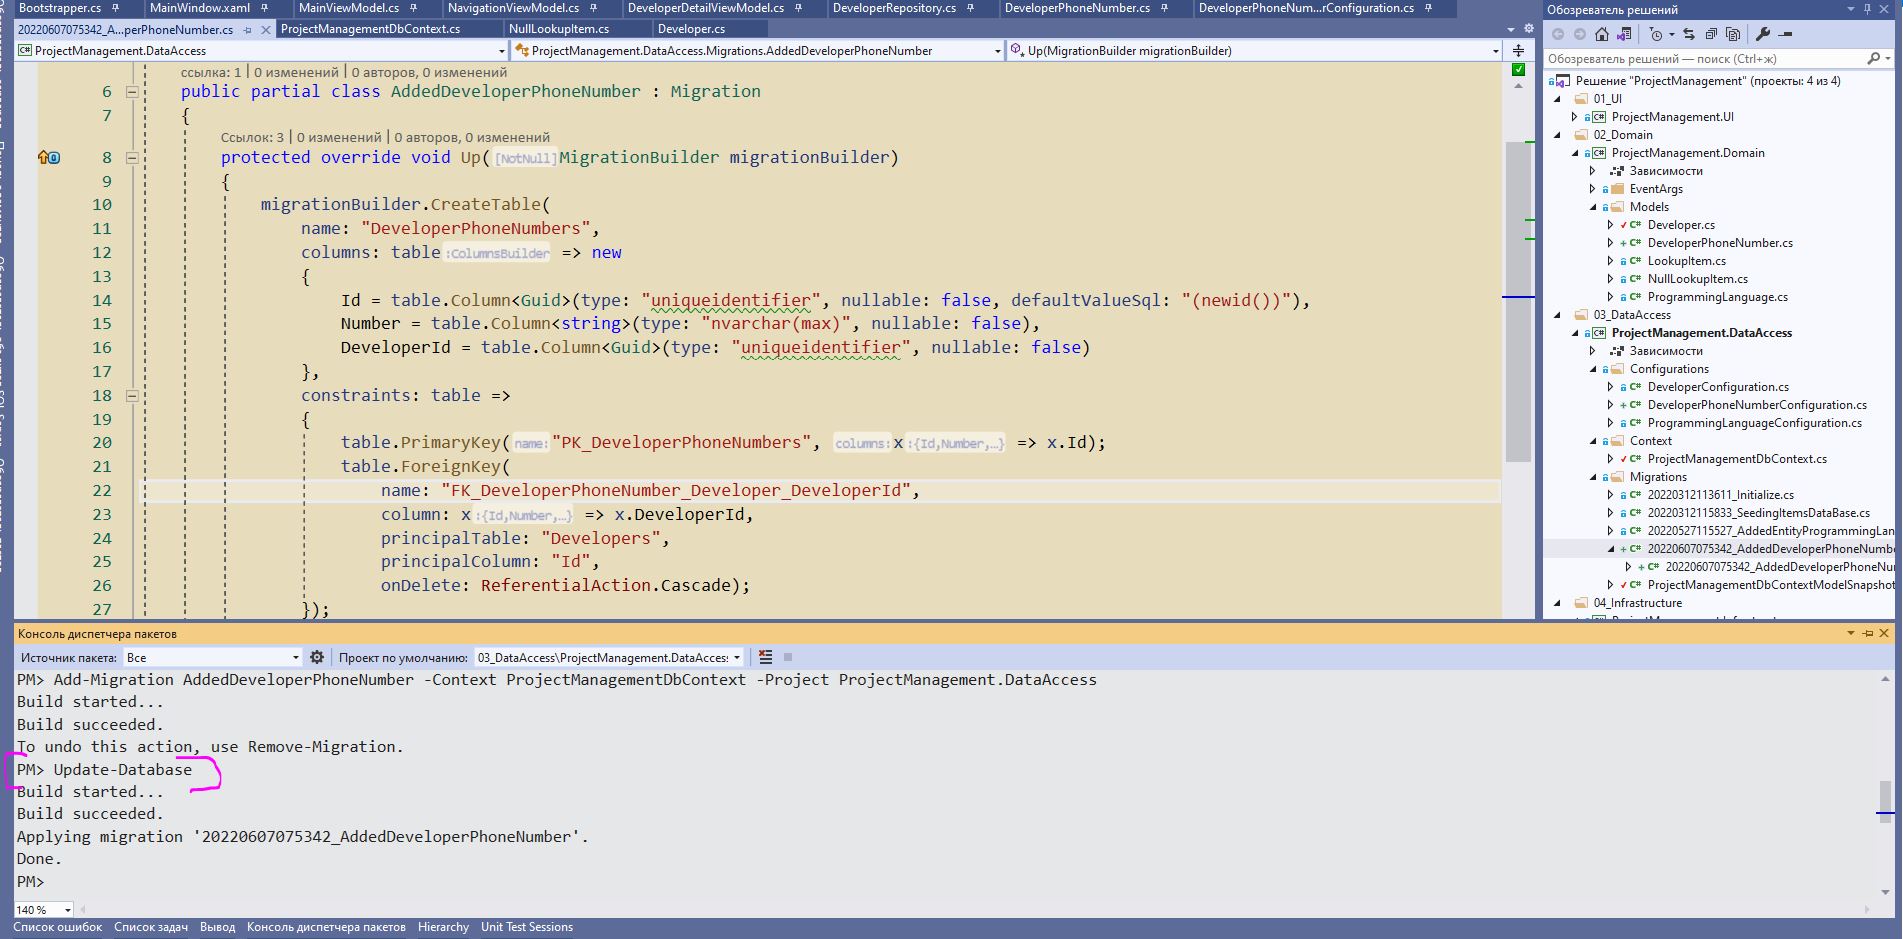 Bootstrapper.cs
MainWindow.xaml
MainViewModel.cs
NavigationViewModel.cs
DeveloperDetailViewModel.cs
DeveloperRepository.cs
DeveloperPhoneNumber.cs
DeveloperPhoneNum...rConfiguration.cs
20220607075342_A...perPhoneNumber.cs
ProjectManagementDbContext.cs
NullLookupItem.cs
Developer.cs
ProjectManagement.DataAccess
ProjectManagement.DataAccess.Migrations.AddedDeveloperPhoneNumber
Up(MigrationBuilder migrationBuilder)
ссылка: 1 | 0 изменений | 0 авторов, 0 изменений
6 public partial class AddedDeveloperPhoneNumber : Migration
7 {
Ссылок: 3 | 0 изменений | 0 авторов, 0 изменений
8 protected override void Up([NotNull]MigrationBuilder migrationBuilder)
9 {
10 migrationBuilder.CreateTable(
11 name: "DeveloperPhoneNumbers",
12 columns: table :ColumnsBuilder => new
13 {
14 Id = table.Column<Guid>(type: "uniqueidentifier", nullable: false, defaultValueSql: "(newid())"),
15 Number = table.Column<string>(type: "nvarchar(max)", nullable: false),
16 DeveloperId = table.Column<Guid>(type: "uniqueidentifier", nullable: false)
17 },
18 constraints: table =>
19 {
20 table.PrimaryKey( name: "PK_DeveloperPhoneNumbers", columns: x :{Id,Number,...} => x.Id);
21 table.ForeignKey(
22 name: "FK_DeveloperPhoneNumber_Developer_DeveloperId",
23 column: x :{Id,Number,...} => x.DeveloperId,
24 principalTable: "Developers",
25 principalColumn: "Id",
26 onDelete: ReferentialAction.Cascade);
27 });
Обозреватель решений
Обозреватель решений — поиск (Ctrl+ж)
Решение "ProjectManagement" (проекты: 4 из 4)
01_UI
ProjectManagement.UI
02_Domain
ProjectManagement.Domain
Зависимости
EventArgs
Models
Developer.cs
DeveloperPhoneNumber.cs
LookupItem.cs
NullLookupItem.cs
ProgrammingLanguage.cs
03_DataAccess
ProjectManagement.DataAccess
Зависимости
Configurations
DeveloperConfiguration.cs
DeveloperPhoneNumberConfiguration.cs
ProgrammingLanguageConfiguration.cs
Context
ProjectManagementDbContext.cs
Migrations
20220312113611_Initialize.cs
20220312115833_SeedingItemsDataBase.cs
20220527115527_AddedEntityProgrammingLan
20220607075342_AddedDeveloperPhoneNumbe
20220607075342_AddedDeveloperPhoneNu
ProjectManagementDbContextModelSnapshot
04_Infrastructure
Консоль диспетчера пакетов
Источник пакета: Все Проект по умолчанию: 03_DataAccess\ProjectManagement.DataAcces
PM> Add-Migration AddedDeveloperPhoneNumber -Context ProjectManagementDbContext -Project ProjectManagement.DataAccess
Build started...
Build succeeded.
To undo this action, use Remove-Migration.
PM> Update-Database
Build started...
Build succeeded.
Applying migration '20220607075342_AddedDeveloperPhoneNumber'.
Done.
PM>
140 %
Список ошибок Список задач Вывод Консоль диспетчера пакетов Hierarchy Unit Test Sessions